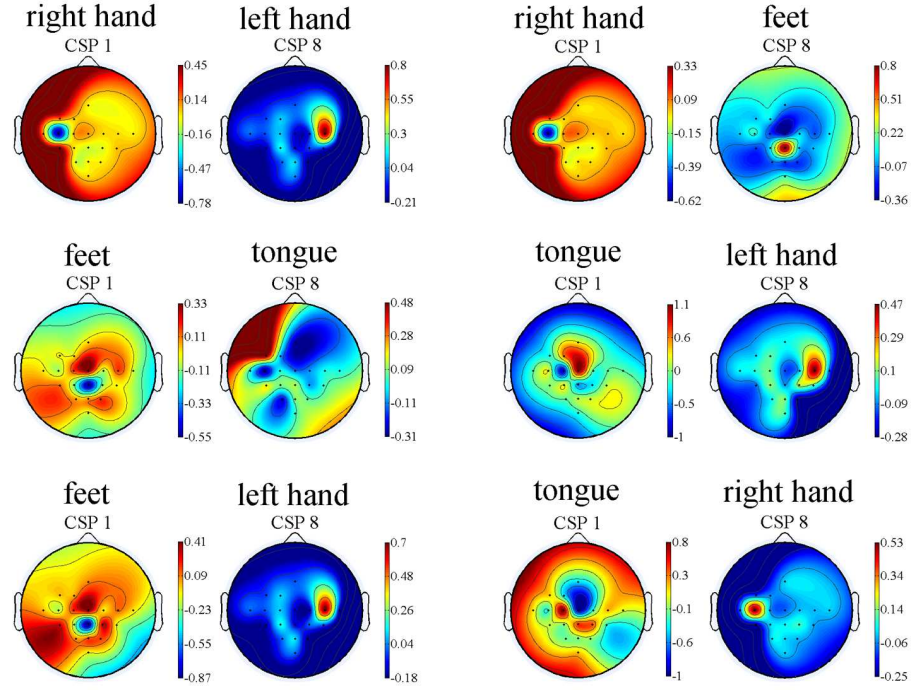 right hand left hand right hand feet
CSP 1 CSP 8 CSP 1 CSP 8
0.45 0.8 0.33 0.8
0.14 0.55 0.09 0.51
-0.16 0.3 -0.15 0.22
-0.47 0.04 -0.39 -0.07
-0.78 -0.21 -0.62 -0.36
feet tongue tongue left hand
CSP 1 CSP 8 CSP 1 CSP 8
0.33 0.48 1.1 0.47
0.11 0.28 0.6 0.28
-0.11 0.09 0 0.1
-0.33 -0.11 -0.5 -0.09
-0.55 -0.31 -1 -0.28
feet left hand tongue right hand
CSP 1 CSP 8 CSP 1 CSP 8
0.41 0.7 0.8 0.53
0.09 0.48 0.3 0.34
-0.23 0.26 -0.1 0.14
-0.55 0.04 -0.6 -0.06
-0.87 -0.18 -1 -0.25